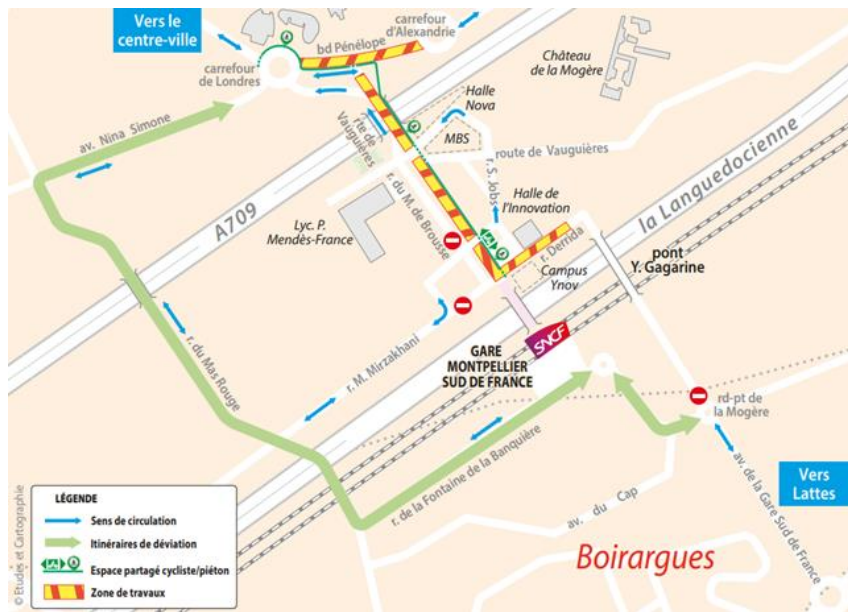 Vers le
centre-ville
carrefour
d'Alexandrie
bd Pénélope
carrefour
de Londres
Château
de la Mogère
Halle
Nova
MBS
av. Nina Simone
rte de
Vauguières
route de Vauguières
r. S. Jobs
la Languedocienne
A709
r. du M. de Brousse
Halle de
l'Innovation
Lyc. P.
Mendès-France
r. Derrida
pont
Y. Gagarine
Campus
Ynov
SNCF
r. M. Mirzakhani
GARE
MONTPELLIER
SUD DE FRANCE
r. du Mas Rouge
rd-pt de
la Mogère
r. de la Fontaine de la Banquière
av. de la Gare Sud de France
Vers
Lattes
av. du Cap
Boirargues
LÉGENDE
Sens de circulation
Itinéraires de déviation
Espace partagé cycliste/piéton
Zone de travaux
© Etudes et Cartographie